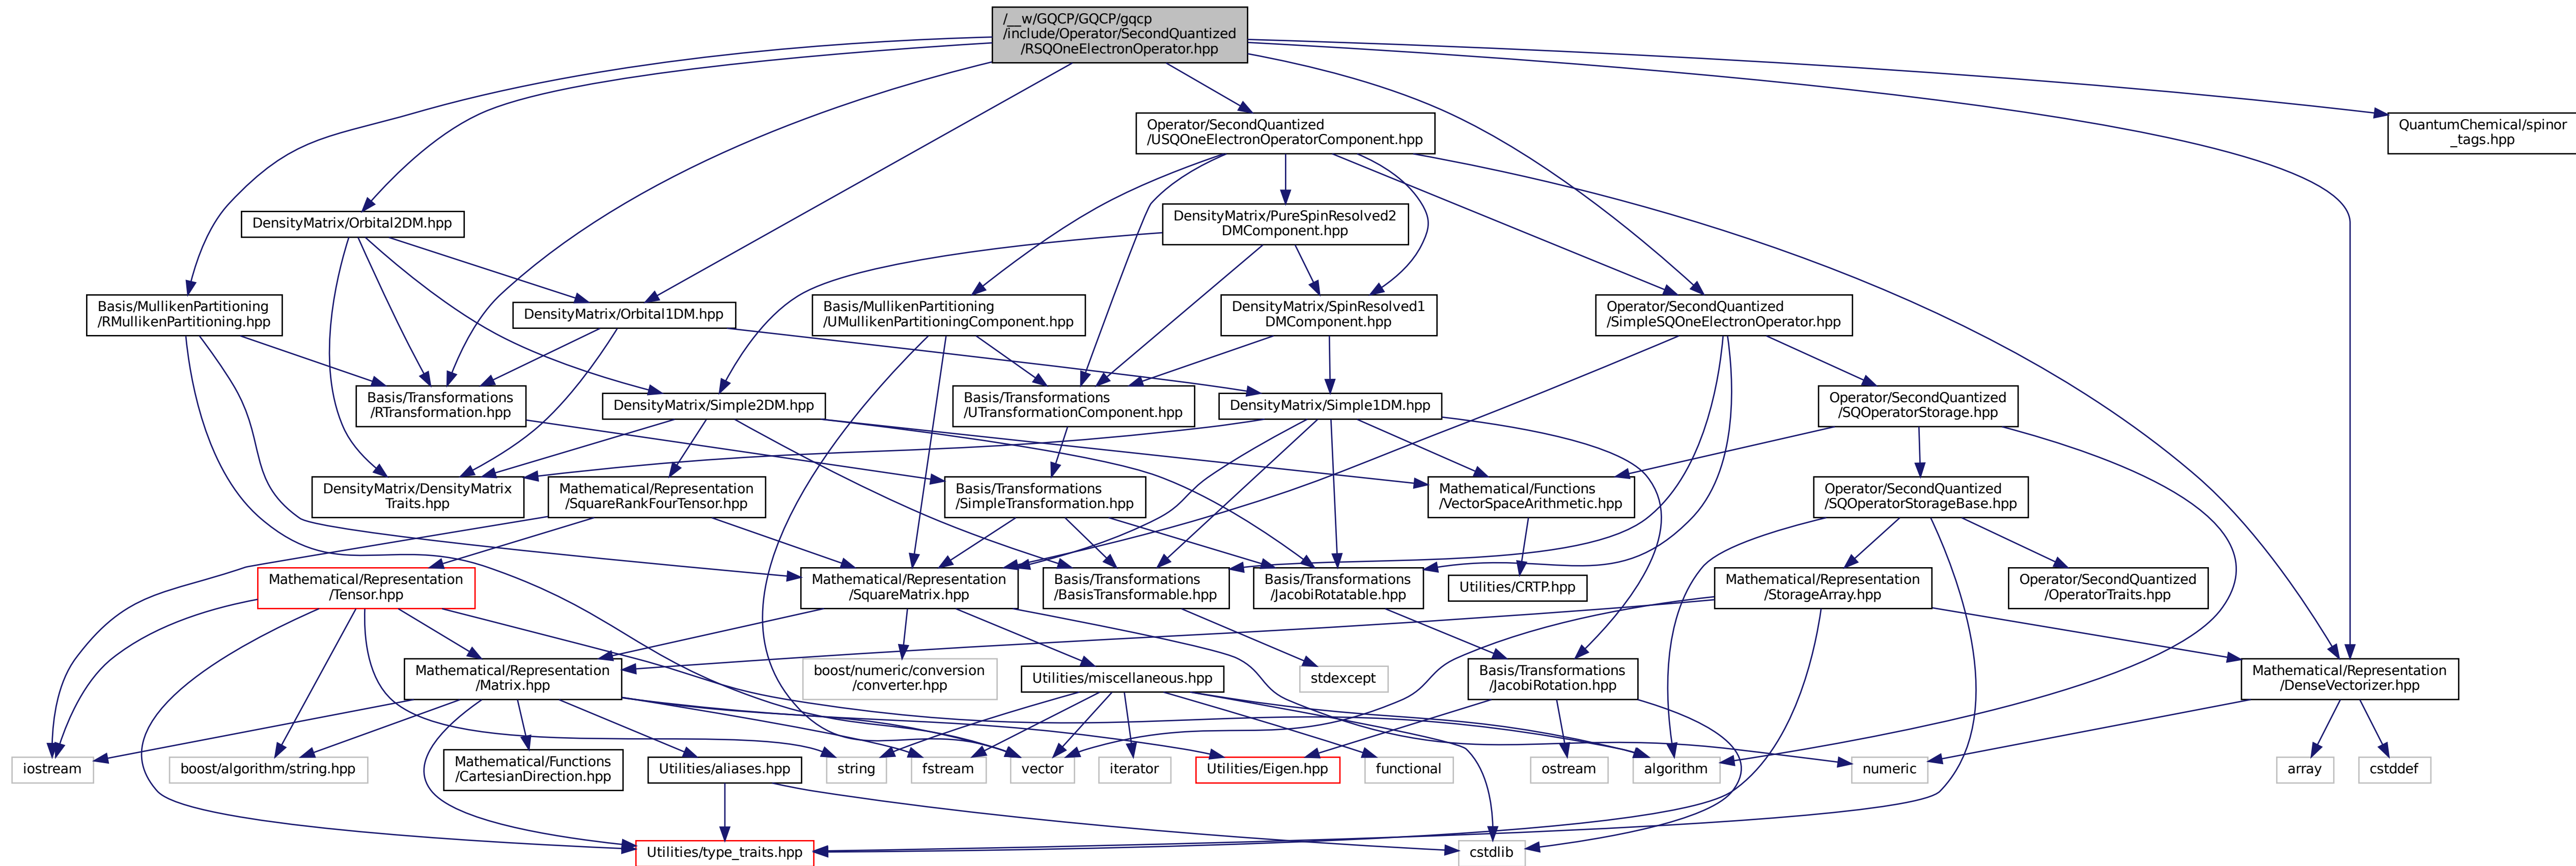 /__w/GQCP/GQCP/gqcp
/include/Operator/SecondQuantized
/RSQOneElectronOperator.hpp
Operator/SecondQuantized
/USQOneElectronOperatorComponent.hpp
QuantumChemical/spinor
_tags.hpp
DensityMatrix/Orbital2DM.hpp
DensityMatrix/PureSpinResolved2
DMComponent.hpp
Basis/MullikenPartitioning
/RMullikenPartitioning.hpp
DensityMatrix/Orbital1DM.hpp
Basis/MullikenPartitioning
/UMullikenPartitioningComponent.hpp
DensityMatrix/SpinResolved1
DMComponent.hpp
Operator/SecondQuantized
/SimpleSQOneElectronOperator.hpp
Basis/Transformations
/RTransformation.hpp
DensityMatrix/Simple2DM.hpp
Basis/Transformations
/UTransformationComponent.hpp
DensityMatrix/Simple1DM.hpp
Operator/SecondQuantized
/SQOperatorStorage.hpp
DensityMatrix/DensityMatrix
Traits.hpp
Mathematical/Representation
/SquareRankFourTensor.hpp
Basis/Transformations
/SimpleTransformation.hpp
Mathematical/Functions
/VectorSpaceArithmetic.hpp
Operator/SecondQuantized
/SQOperatorStorageBase.hpp
Mathematical/Representation
/Tensor.hpp
Mathematical/Representation
/SquareMatrix.hpp
Basis/Transformations
/BasisTransformable.hpp
Basis/Transformations
/JacobiRotatable.hpp
Utilities/CRTP.hpp
Mathematical/Representation
/StorageArray.hpp
Operator/SecondQuantized
/OperatorTraits.hpp
Mathematical/Representation
/Matrix.hpp
boost/numeric/conversion
/converter.hpp
Utilities/miscellaneous.hpp
stdexcept
Basis/Transformations
/JacobiRotation.hpp
Mathematical/Representation
/DenseVectorizer.hpp
iostream
boost/algorithm/string.hpp
Mathematical/Functions
/CartesianDirection.hpp
Utilities/aliases.hpp
string
fstream
vector
iterator
Utilities/Eigen.hpp
functional
ostream
algorithm
numeric
array
cstddef
Utilities/type_traits.hpp
cstdlib